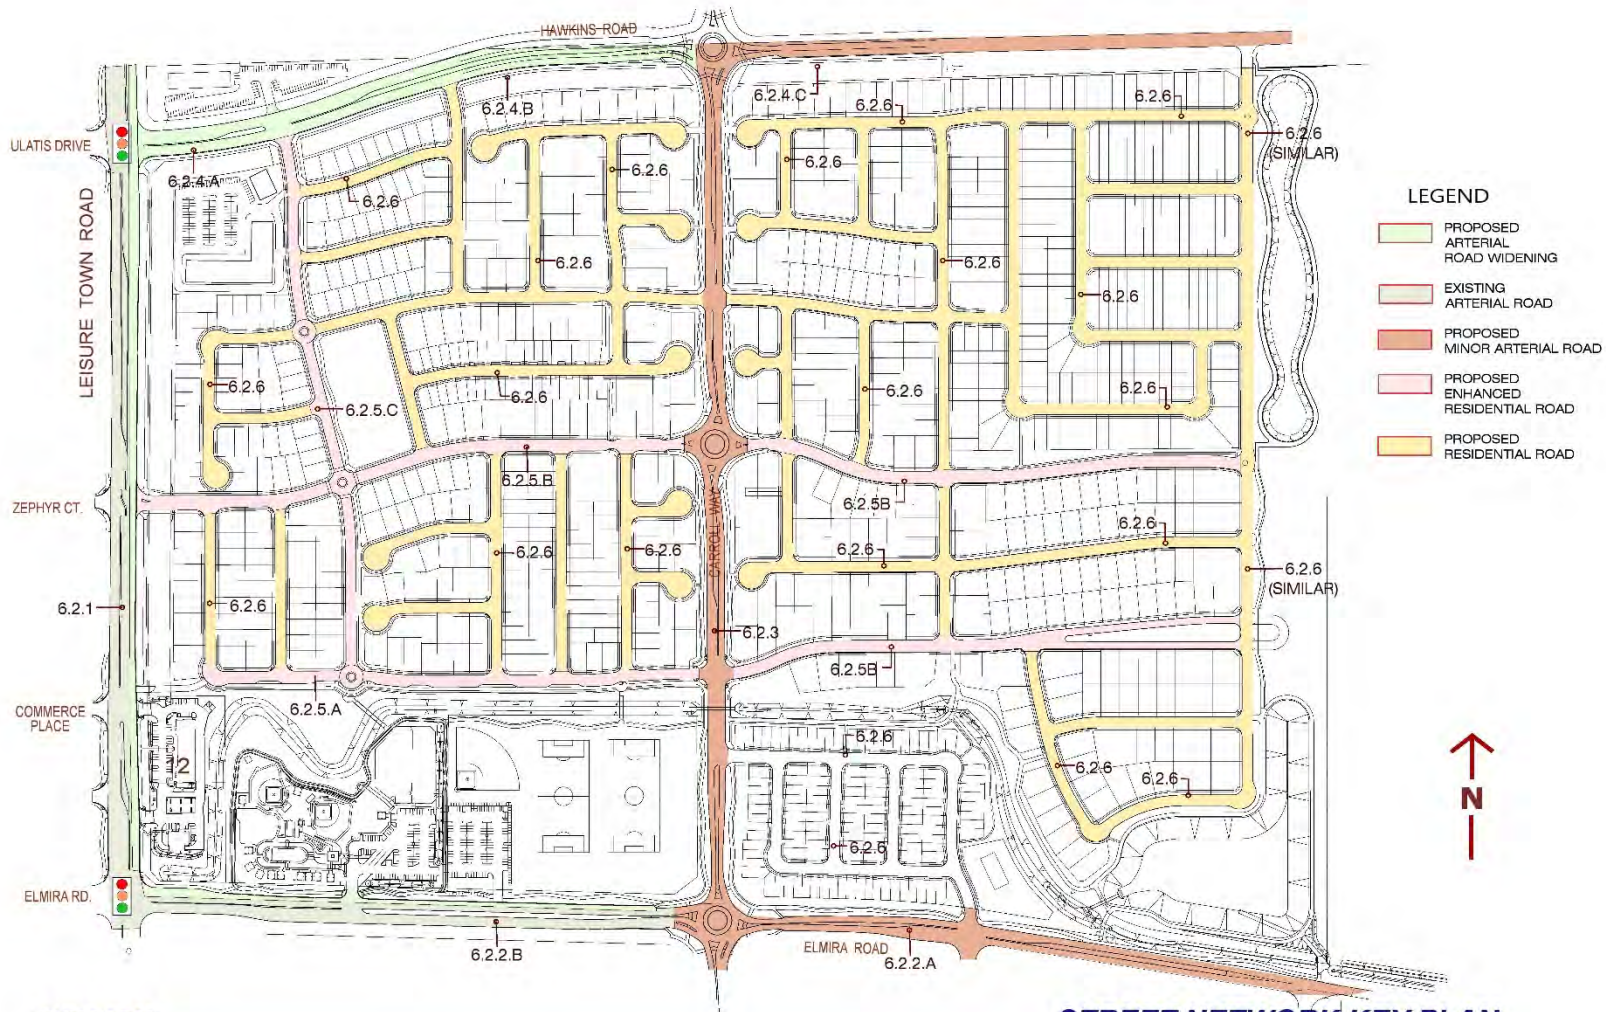 HAWKINS ROAD
6.2.4.B
6.2.4.C
6.2.6
6.2.6
ULATIS DRIVE
6.2.6
(SIMILAR)
6.2.4.A
6.2.6
6.2.6
6.2.6
LEISURE TOWN ROAD
6.2.6
6.2.6
6.2.6
6.2.6
6.2.5.C
6.2.6
6.2.6
6.2.6
6.2.5.B
6.2.5B
ZEPHYR CT.
CARROLL WAY
6.2.6
6.2.6
6.2.6
6.2.6
6.2.6
(SIMILAR)
6.2.1
6.2.6
6.2.3
6.2.5B
6.2.5.A
COMMERCE
PLACE
6.2.6
12
6.2.6
6.2.6
6.2.6
ELMIRA RD.
6.2.2.B
ELMIRA ROAD
6.2.2.A
LEGEND
PROPOSED
ARTERIAL
ROAD WIDENING
EXISTING
ARTERIAL ROAD
PROPOSED
MINOR ARTERIAL ROAD
PROPOSED
ENHANCED
RESIDENTIAL ROAD
PROPOSED
RESIDENTIAL ROAD
N
STREET NETWORK KEY PLAN